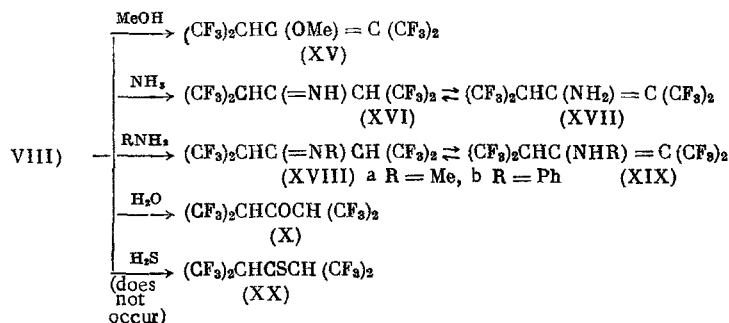 MeOH
(CF₃)₂CHC (OMe) = C (CF₃)₂
(XV)
NH₃
(CF₃)₂CHC (=NH) CH (CF₃)₂ ⇌ (CF₃)₂CHC (NH₂) = C (CF₃)₂
(XVI) (XVII)
VIII)
RNH₂
(CF₃)₂CHC (=NR) CH (CF₃)₂ ⇌ (CF₃)₂CHC (NHR) = C (CF₃)₂
(XVIII) a R = Me, b R = Ph (XIX)
H₂O
(CF₃)₂CHCOCH (CF₃)₂
(X)
H₂S
(CF₃)₂CHCSCH (CF₃)₂
(does
not
occur)
(XX)